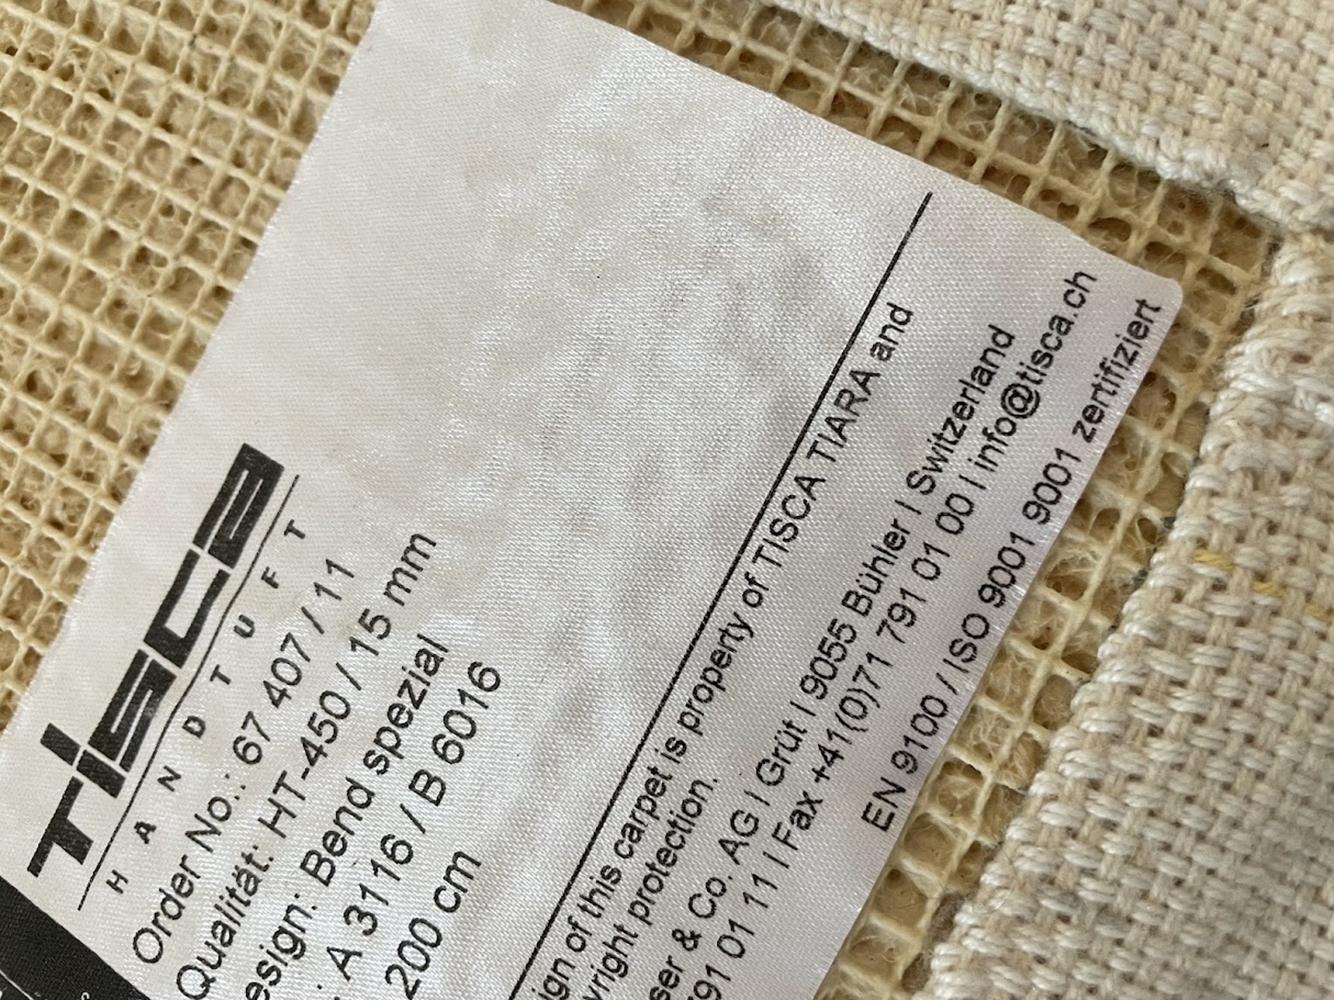 Tisca
HANDTUFT
Order No.: 67 407 / 11
Qualität: HT-450 / 15 mm
esign: Bend spezial
A 3116 / B 6016
200 cm
ign of this carpet is property of TISCA TIARA and
yright protection.
ser & Co. AG I Grüt I 9055 Bühler I Switzerland
791 01 11 I Fax +41(0)71 791 01 00 I info@tisca.ch
EN 9100 / ISO 9001 9001 zertifiziert